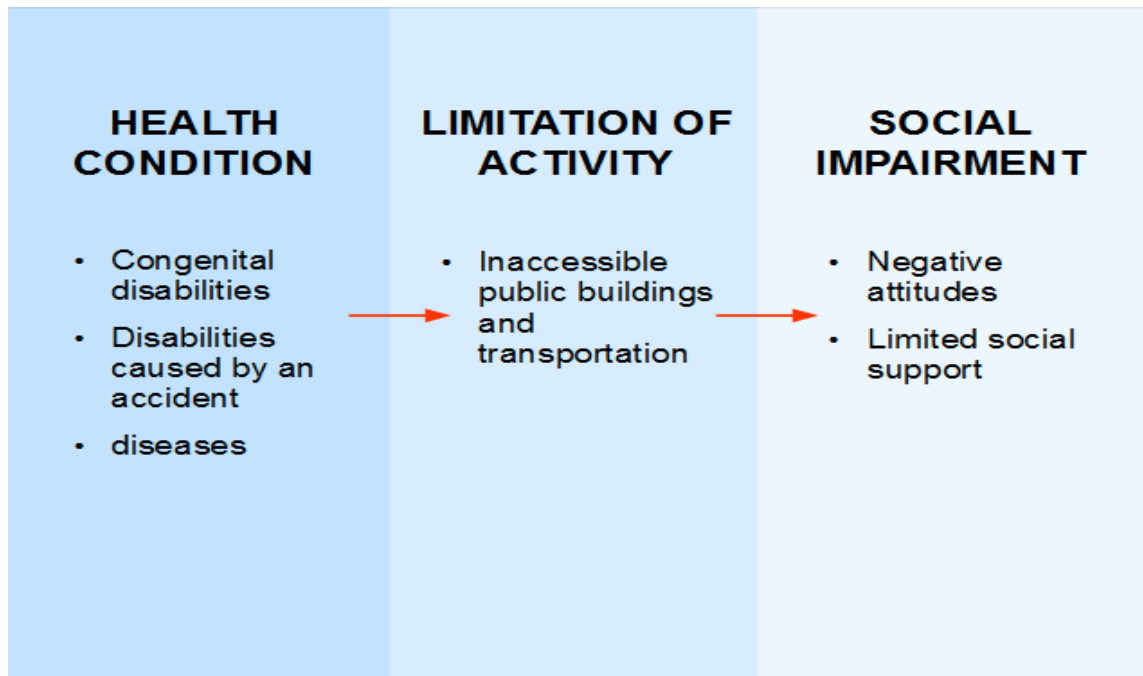 HEALTH
CONDITION
• Congenital
disabilities
• Disabilities
caused by an
accident
• diseases
LIMITATION OF
ACTIVITY
• Inaccessible
public buildings
and
transportation
SOCIAL
IMPAIRMENT
• Negative
attitudes
• Limited social
support